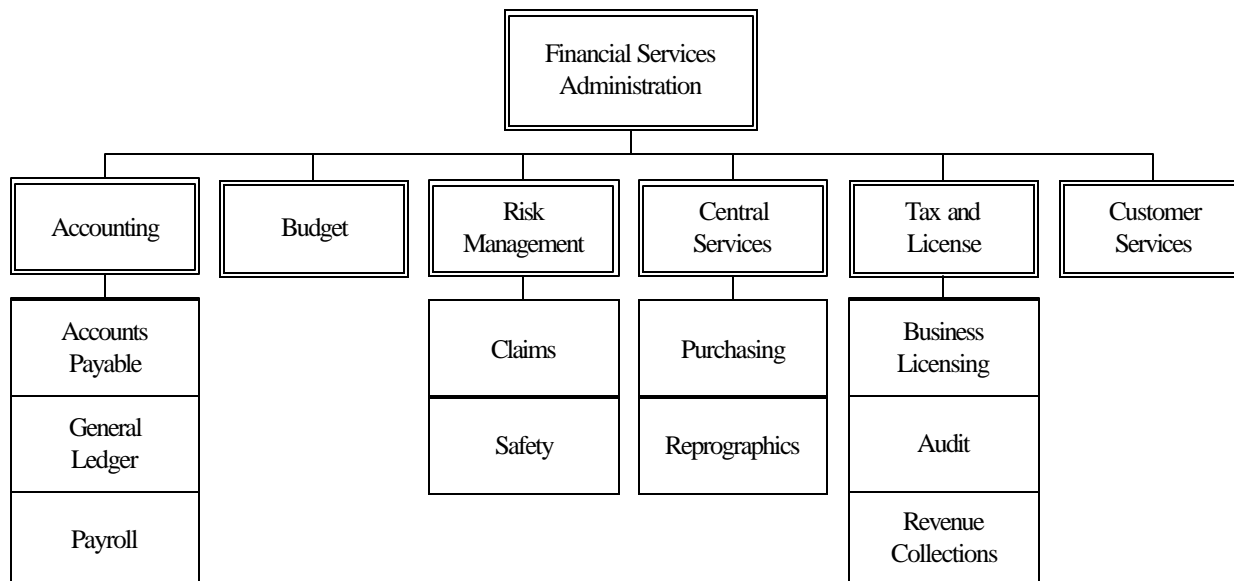 Financial Services
Administration
Accounting
Budget
Risk
Management
Central
Services
Tax and
License
Customer
Services
Accounts
Payable
General
Ledger
Payroll
Claims
Safety
Purchasing
Reprographics
Business
Licensing
Audit
Revenue
Collections